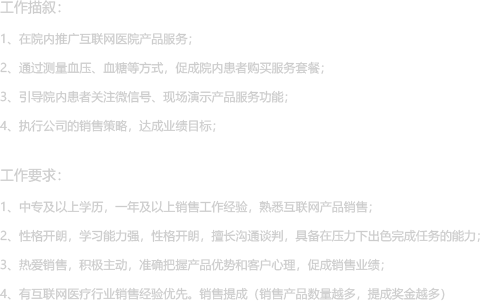 工作描叙：
1、在院内推广互联网医院产品服务；
2、通过测量血压、血糖等方式，促成院内患者购买服务套餐；
3、引导院内患者关注微信号、现场演示产品服务功能；
4、执行公司的销售策略，达成业绩目标；
工作要求：
1、中专及以上学历，一年及以上销售工作经验，熟悉互联网产品销售；
2、性格开朗，学习能力强，性格开朗，擅长沟通谈判，具备在压力下出色完成任务的能力；
3、热爱销售，积极主动，准确把握产品优势和客户心理，促成销售业绩；
4、有互联网医疗行业销售经验优先。销售提成（销售产品数量越多，提成奖金越多）